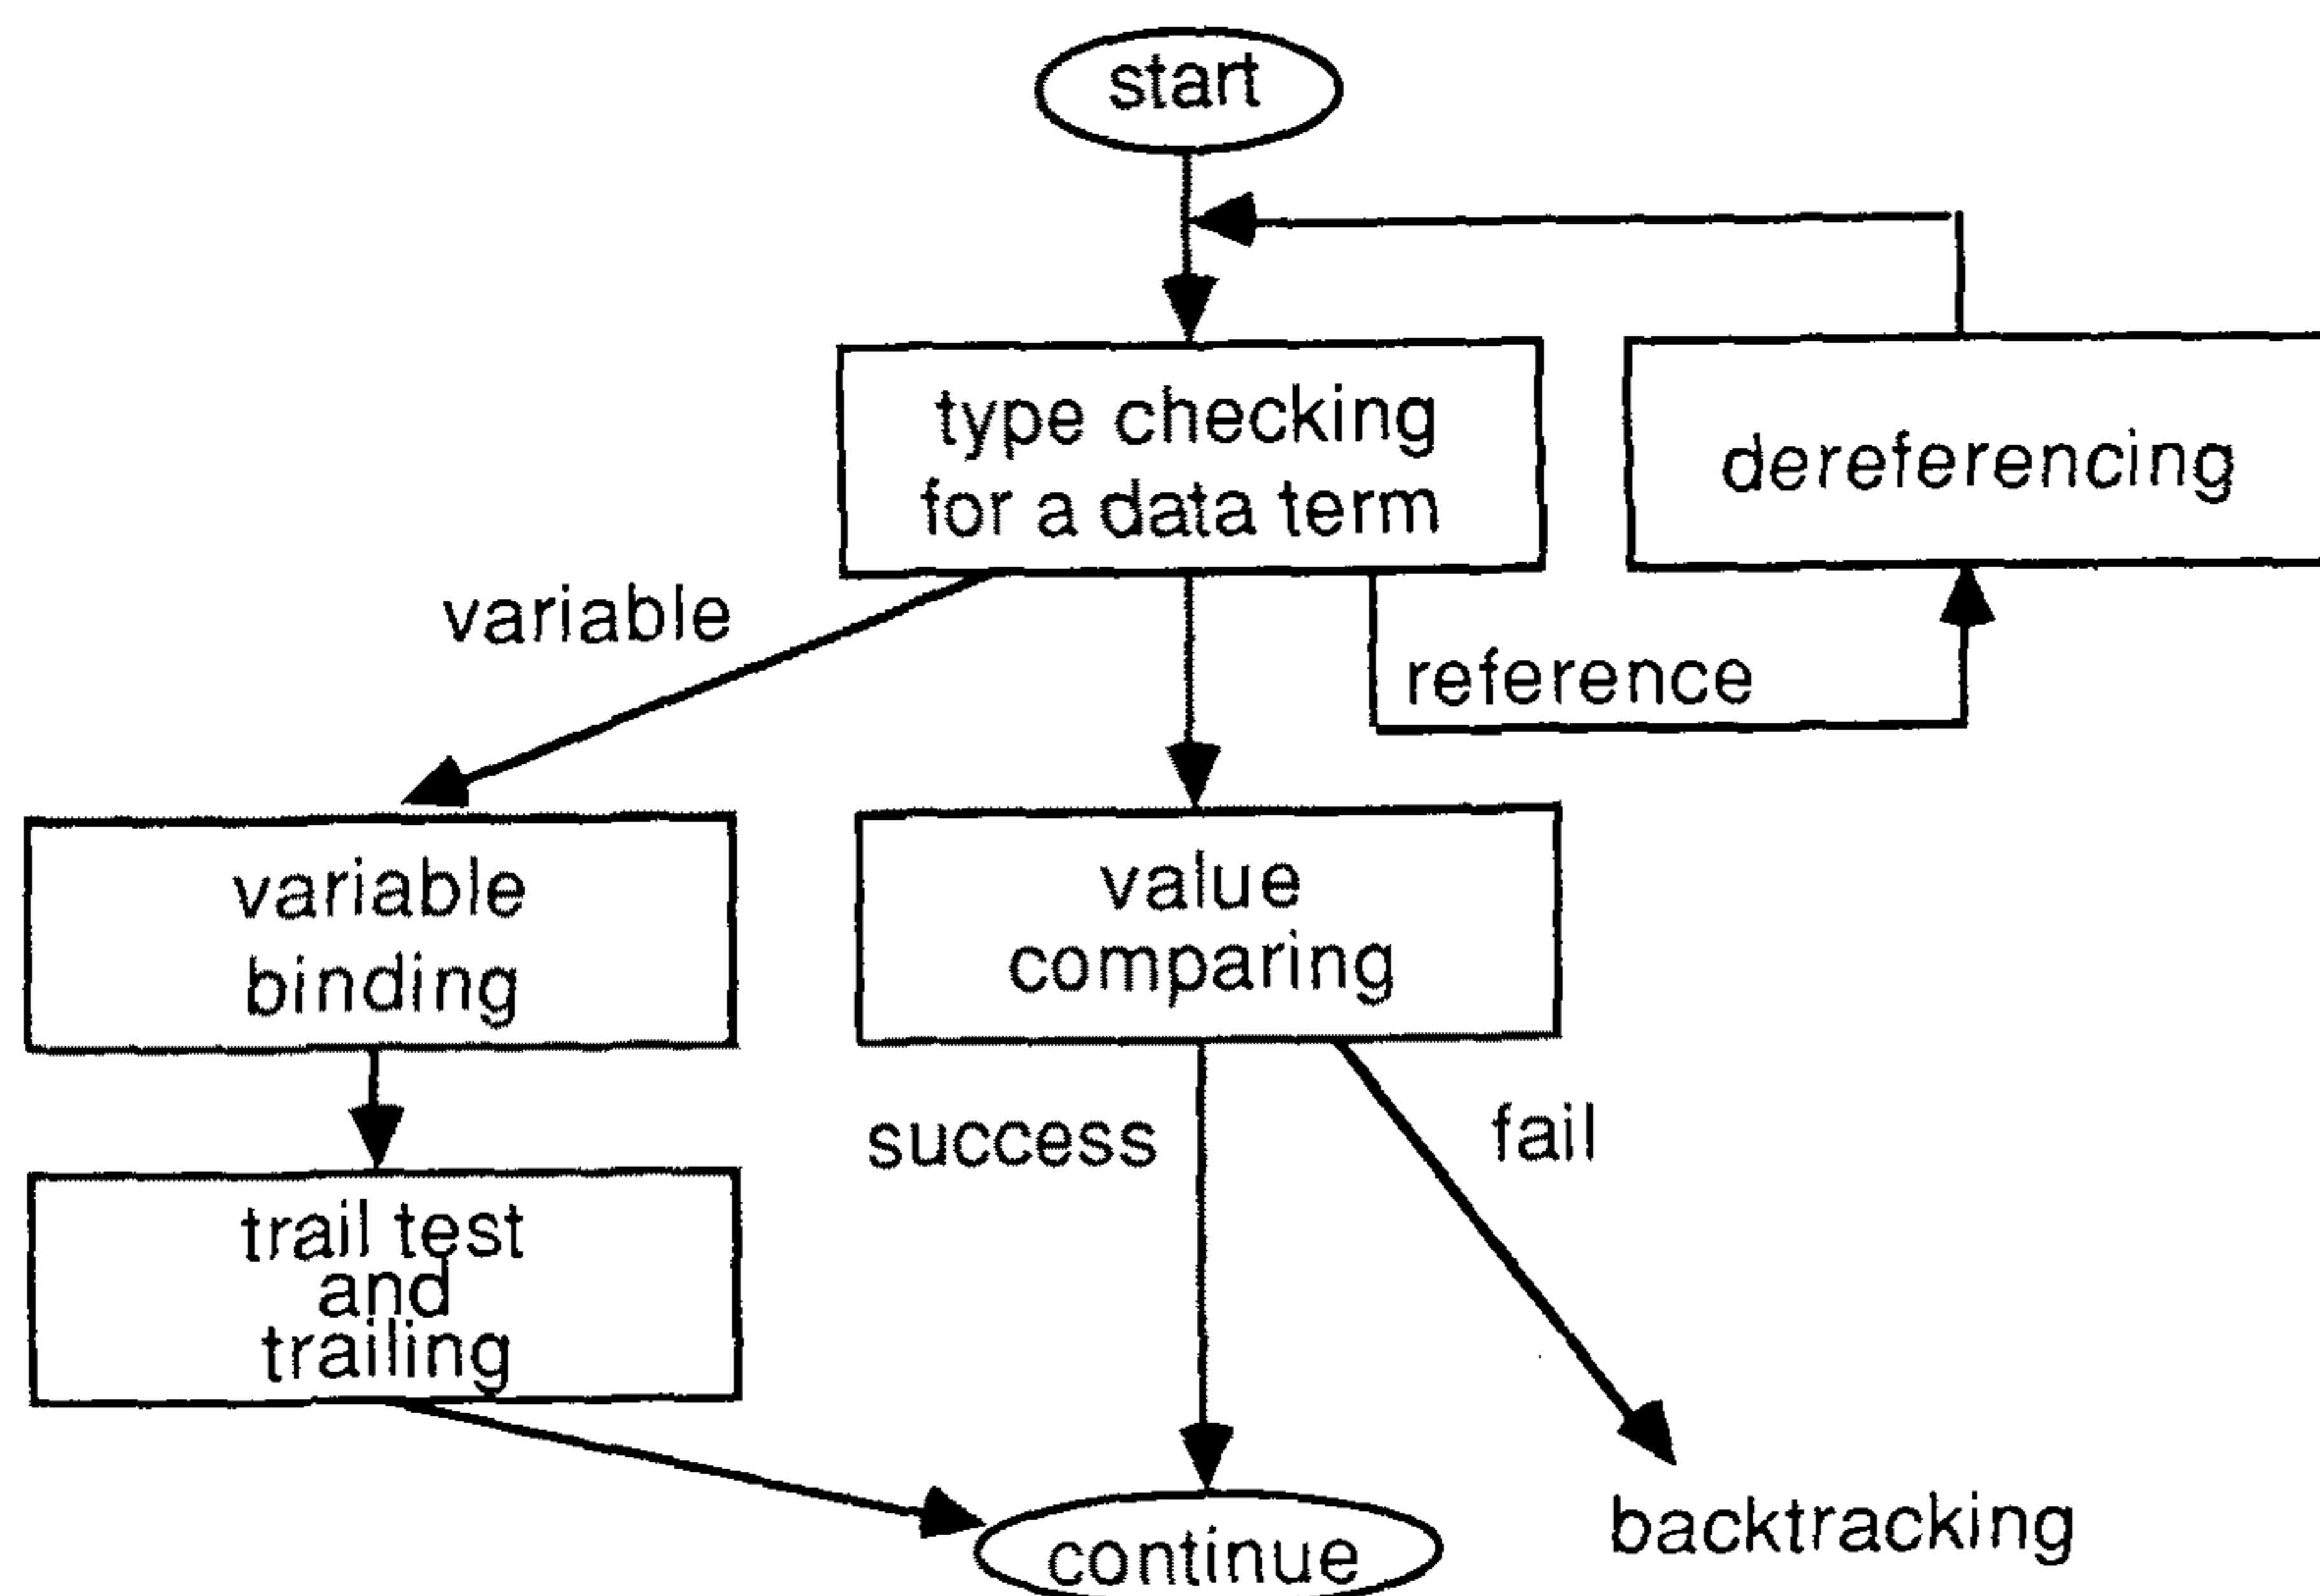 start
type checking
for a data term
dereferencing
variable
reference
variable
binding
value
comparing
success
fail
trail test
and
trailing
continue
backtracking